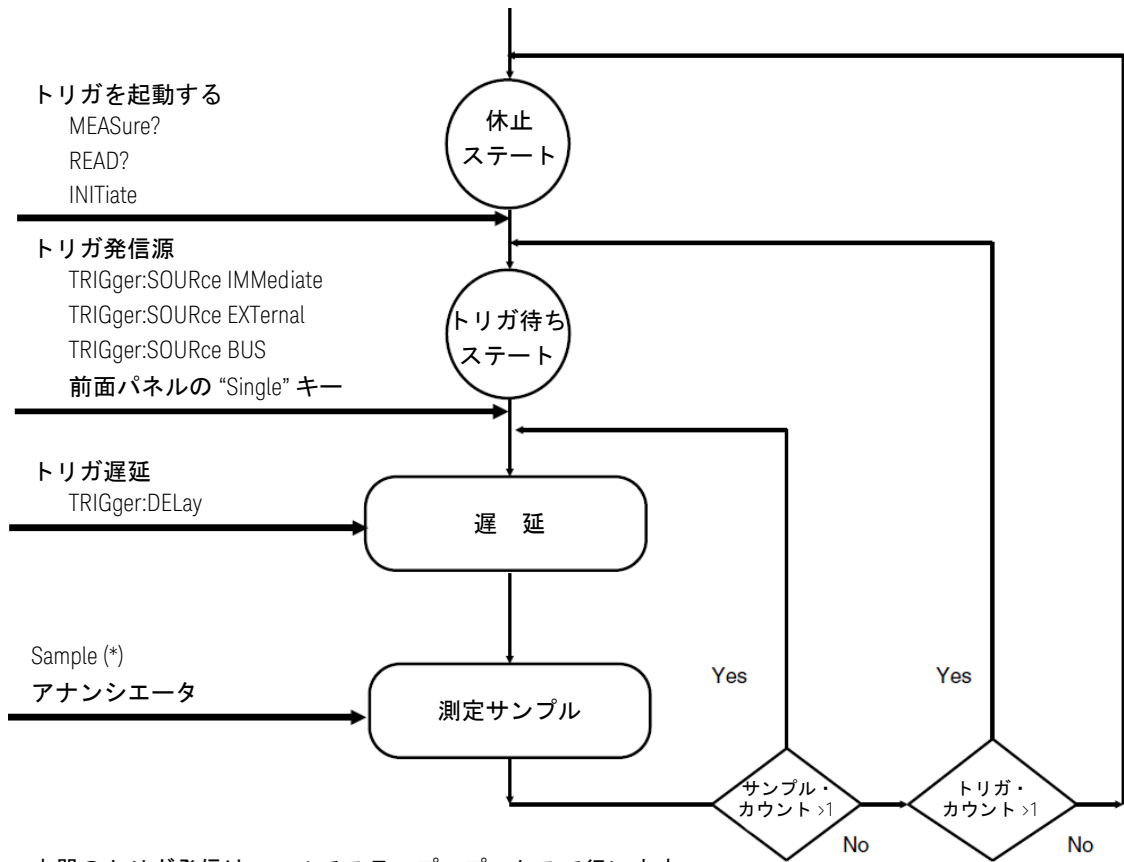 トリガを起動する
MEASure?
READ?
INITiate
休止
ステート
トリガ発信源
TRIGger:SOURce IMMediate
TRIGger:SOURce EXTernal
TRIGger:SOURce BUS
前面パネルの “Single” キー
トリガ待ち
ステート
トリガ遅延
TRIGger:DELay
遅 延
Sample (*)
アナンシエータ
測定サンプル
Yes
Yes
サンプル・
カウント >1
トリガ・
カウント >1
No
No